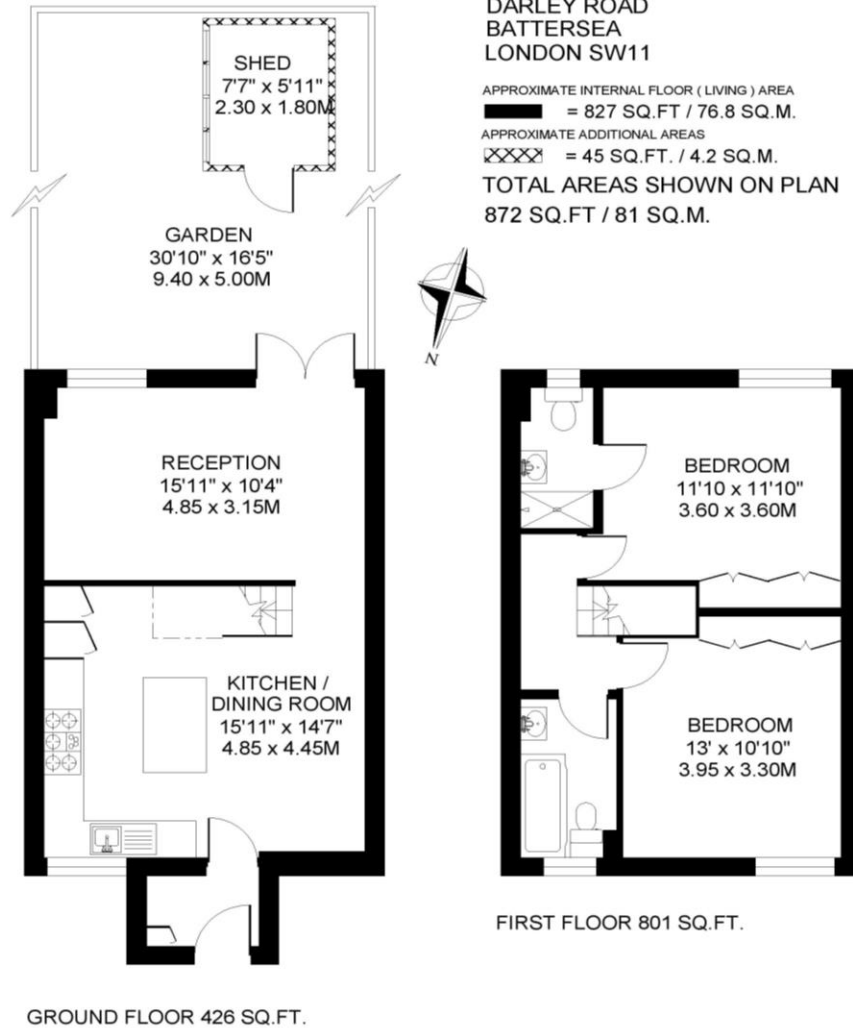 DARLEY ROAD
BATTERSEA
LONDON SW11
APPROXIMATE INTERNAL FLOOR ( LIVING ) AREA
= 827 SQ.FT / 76.8 SQ.M.
APPROXIMATE ADDITIONAL AREAS
= 45 SQ.FT. / 4.2 SQ.M.
TOTAL AREAS SHOWN ON PLAN
872 SQ.FT / 81 SQ.M.
SHED
7'7" x 5'11"
2.30 x 1.80M
GARDEN
30'10" x 16'5"
9.40 x 5.00M
N
RECEPTION
15'11" x 10'4"
4.85 x 3.15M
KITCHEN /
DINING ROOM
15'11" x 14'7"
4.85 x 4.45M
BEDROOM
11'10 x 11'10"
3.60 x 3.60M
BEDROOM
13' x 10'10"
3.95 x 3.30M
FIRST FLOOR 801 SQ.FT.
GROUND FLOOR 426 SQ.FT.